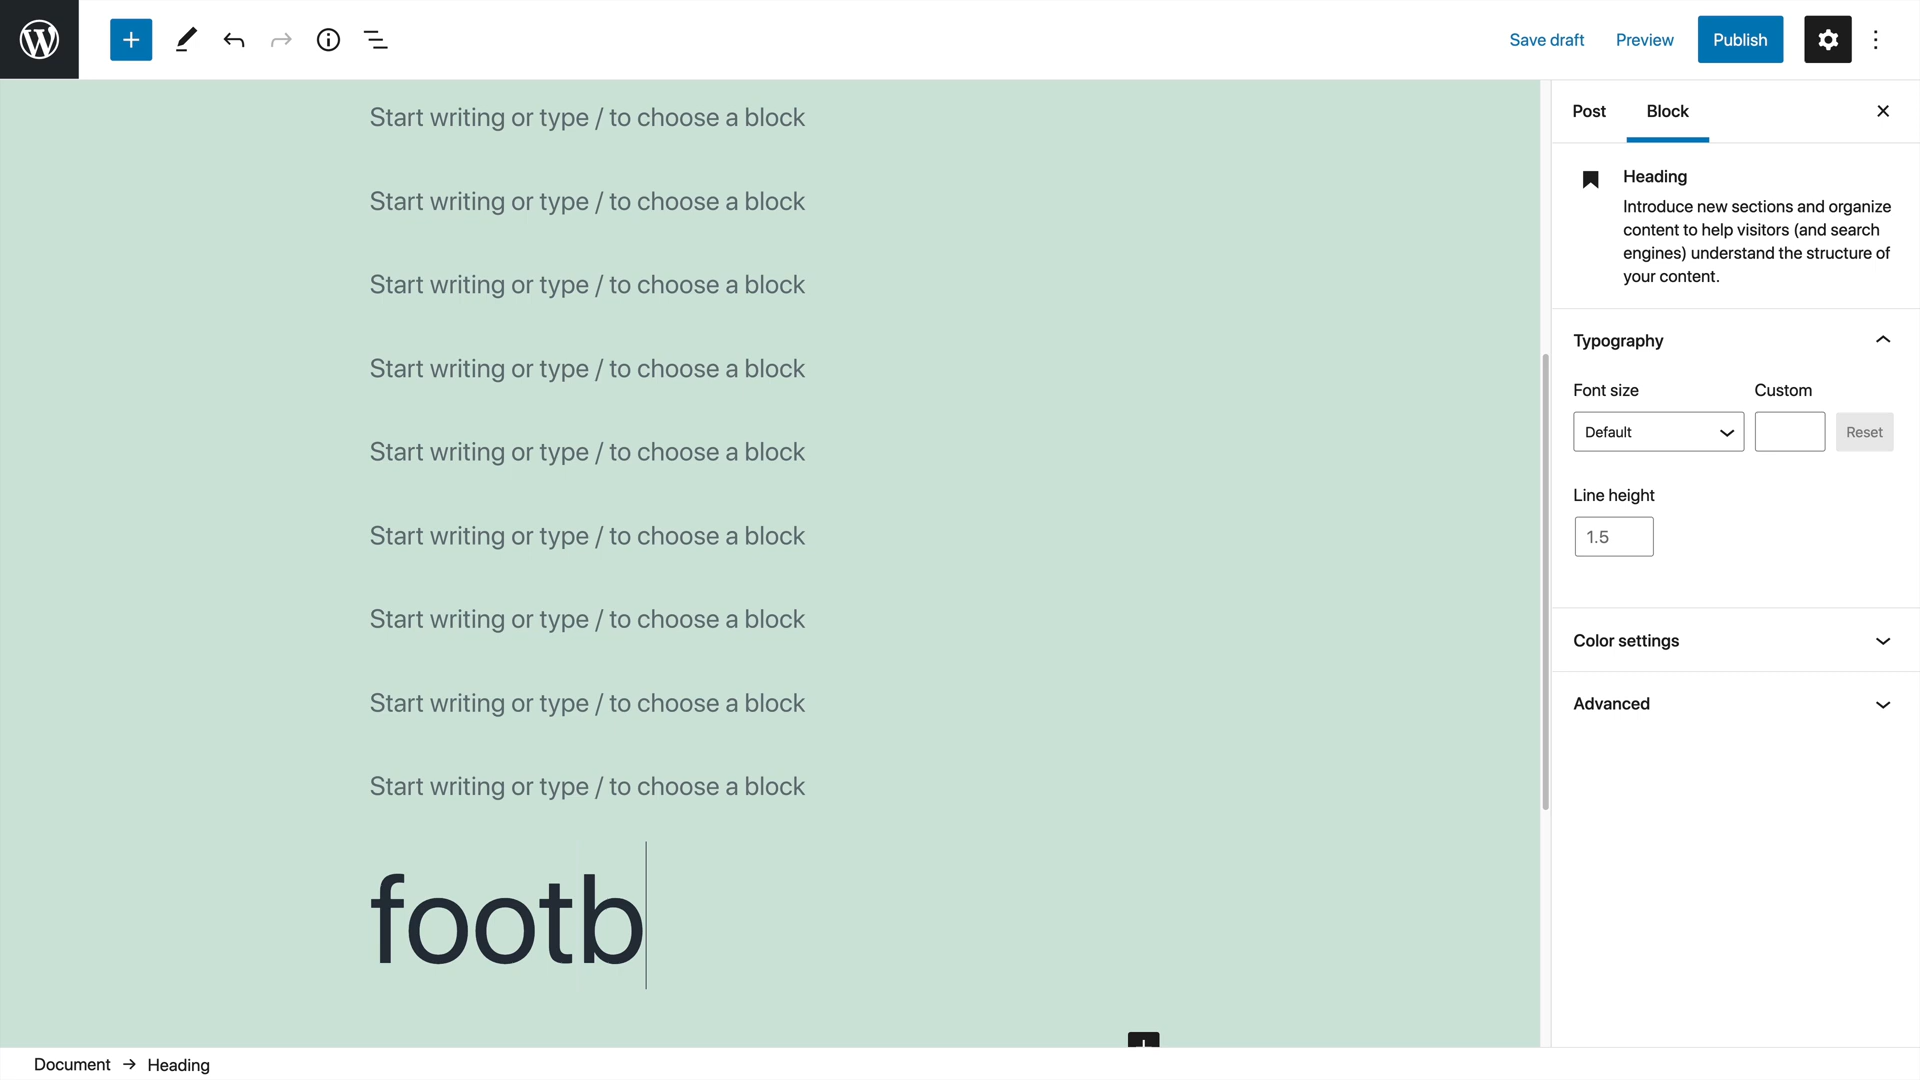 Save draft
Preview
Publish
Start writing or type / to choose a block
Start writing or type / to choose a block
Start writing or type / to choose a block
Start writing or type / to choose a block
Start writing or type / to choose a block
Start writing or type / to choose a block
Start writing or type / to choose a block
Start writing or type / to choose a block
Start writing or type / to choose a block
footb
Post
Block
Heading
Introduce new sections and organize
content to help visitors (and search
engines) understand the structure of
your content.
Typography
Font size
Custom
Default
Reset
Line height
1.5
Color settings
Advanced
Document → Heading